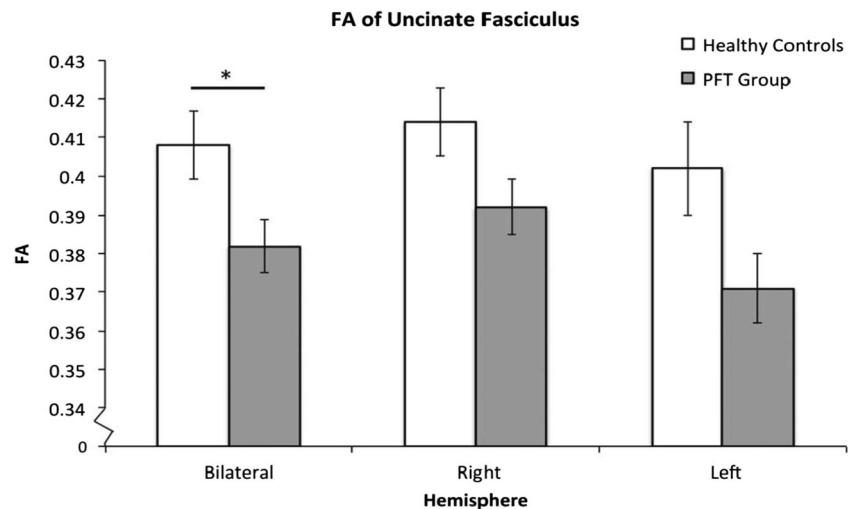 FA of Uncinate Fasciculus
Healthy Controls
PFT Group
*
0.43
0.42
0.41
0.4
0.39
0.38
0.37
0.36
0.35
0.34
0
FA
Bilateral Right Left
Hemisphere